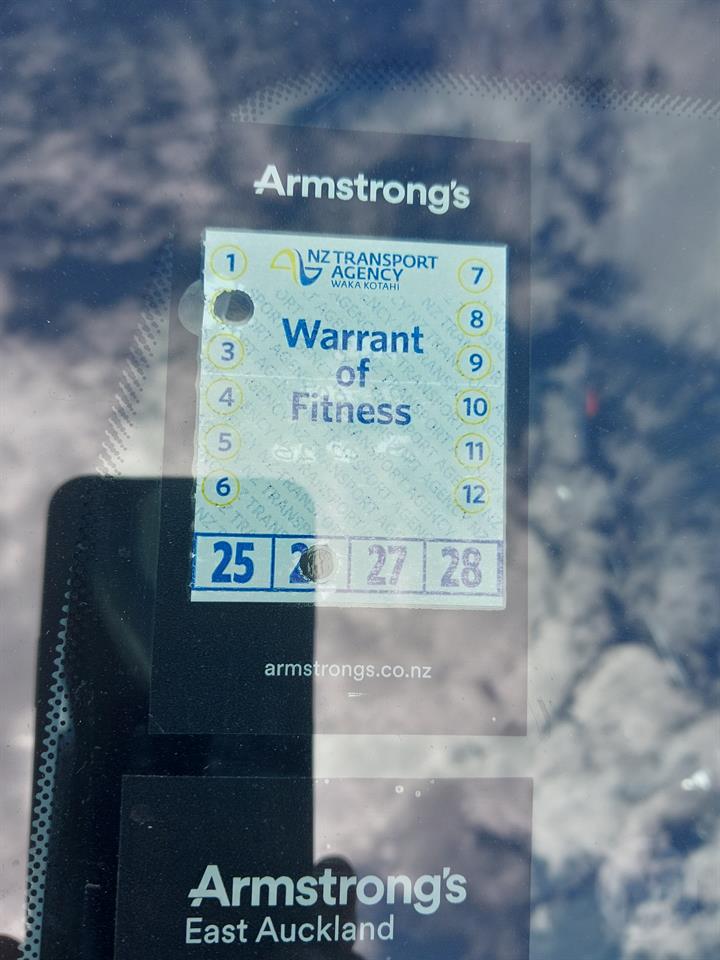 Armstrong's
NZ TRANSPORT
AGENCY
WAKA KOTAHI
1
7
8
Warrant
of
Fitness
3
9
4
10
5
11
6
12
25
2
27
28
armstrongs.co.nz
Armstrong's
East Auckland